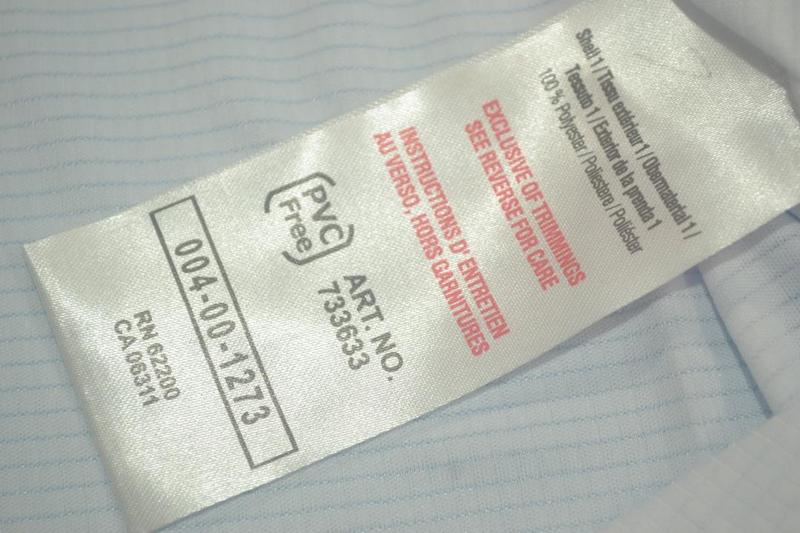 Shell 1 / Tissu extérieur 1 / Obermaterial 1 /
Tessuto 1 / Exterior de la prenda 1
100 % Polyester / Poliestere / Poliéster
EXCLUSIVE OF TRIMMINGS
SEE REVERSE FOR CARE
INSTRUCTIONS D' ENTRETIEN
AU VERSO, HORS GARNITURES
PVC
Free
ART. NO.
733633
004-00-1273
RN 62200
CA 06311